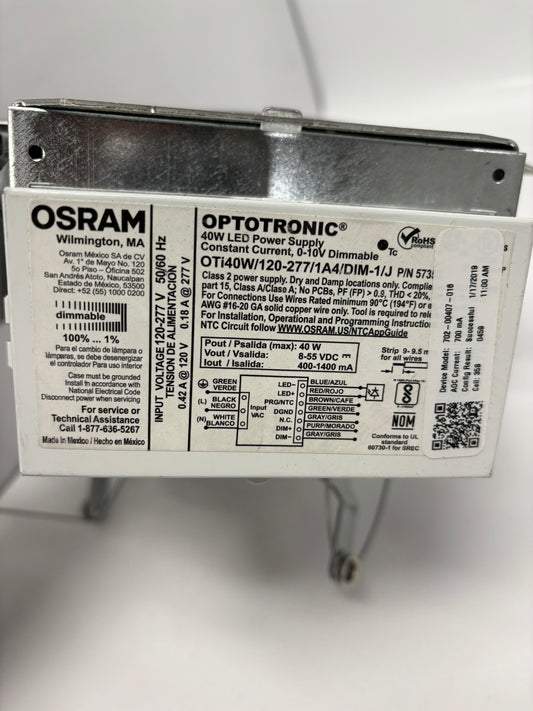 OSRAM
Wilmington, MA
Osram México SA de CV
Av. 1° de Mayo No. 120
5o Piso – Oficina 502
San Andrés Atoto, Naucalpan
Estado de México, 53500
Direct: +52 (55) 1000 0200
dimmable
100% ... 1%
Para el cambio de lámpara o
lámparas, se debe desenergizar
el controlador. Para uso interior
Case must be grounded.
Install in accordance with
National Electrical Code
Disconnect power when servicing
For service or
Technical Assistance
Call 1-877-636-5267
Made in Mexico / Hecho en México
INPUT VOLTAGE 120-277 V 50/60 Hz
TENSION DE ALIMENTACION
0.42 A @ 120 V 0.18 A @ 277 V
OPTOTRONIC®
40W LED Power Supply
Constant Current, 0-10V Dimmable
Tc
RoHS
compliant
OTi40W/120-277/1A4/DIM-1/J P/N 5735
Class 2 power supply. Dry and Damp locations only. Complies
part 15, Class A/Clase A; No PCBs, PF (FP) > 0.9, THD < 20%,
For Connections Use Wires Rated minimum 90°C (194°F) or
AWG #16-20 GA solid copper wire only. Tool is required to
For Installation, Operational and Programming Instruction
NTC Circuit follow WWW.OSRAM.US/NTCAppGuide
Pout / Psalida (max): 40 W
Vout / Vsalida: 8-55 VDC
Iout / Isalida: 400-1400 mA
Strip 9- 9.5 m
for all wires
GREEN
VERDE
(L) BLACK
NEGRO
(N) WHITE
BLANCO
Input
VAC
LED– BLUE/AZUL
LED+ RED/ROJO
PRG/NTC BROWN/CAFE
DGND GREEN/VERDE
N.C. GRAY/GRIS
DIM+ PURP/MORADO
DIM– GRAY/GRIS
NOM
Conforms to UL
standard
60730-1 for SREC
Device Model: 702-00407-018
AOC Current: 700 mA
Config Result: Successful
Cell: 358
1/17/2019
11:00 AM
0459